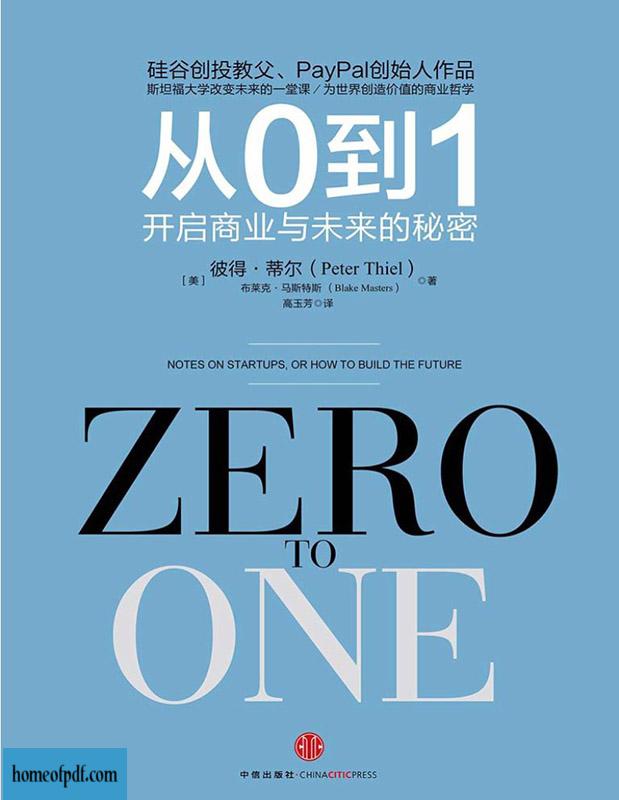 硅谷创投教父、PayPal创始人作品
斯坦福大学改变未来的一堂课/为世界创造价值的商业哲学
从0到1
开启商业与未来的秘密
[美] 彼得·蒂尔(Peter Thiel)
布莱克·马斯特斯(Blake Masters) ◎著
高玉芳◎译
NOTES ON STARTUPS, OR HOW TO BUILD THE FUTURE
ZERO
TO
ONE
homeofpdf.com
中信出版社·CHINACITICPRESS